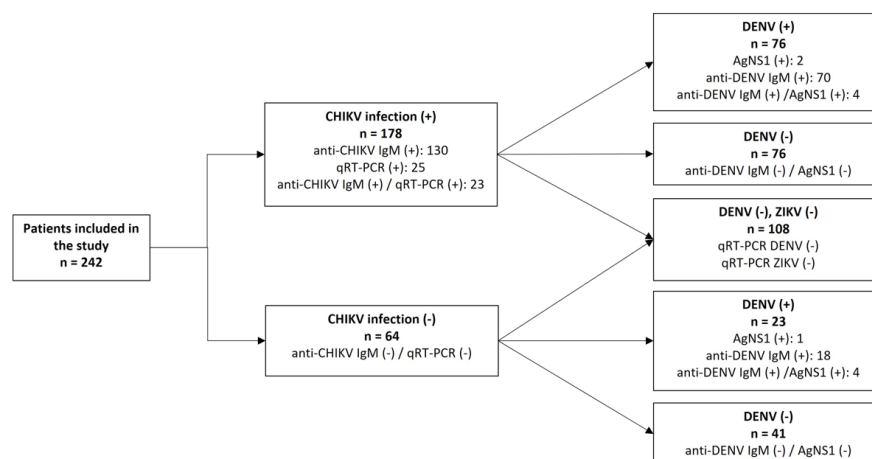 Patients included in
the study
n = 242
CHIKV infection (+)
n = 178
anti-CHIKV IgM (+): 130
qRT-PCR (+): 25
anti-CHIKV IgM (+) / qRT-PCR (+): 23
CHIKV infection (-)
n = 64
anti-CHIKV IgM (-) / qRT-PCR (-)
DENV (+)
n = 76
AgNS1 (+): 2
anti-DENV IgM (+): 70
anti-DENV IgM (+) /AgNS1 (+): 4
DENV (-)
n = 76
anti-DENV IgM (-) / AgNS1 (-)
DENV (-), ZIKV (-)
n = 108
qRT-PCR DENV (-)
qRT-PCR ZIKV (-)
DENV (+)
n = 23
AgNS1 (+): 1
anti-DENV IgM (+): 18
anti-DENV IgM (+) /AgNS1 (+): 4
DENV (-)
n = 41
anti-DENV IgM (-) / AgNS1 (-)